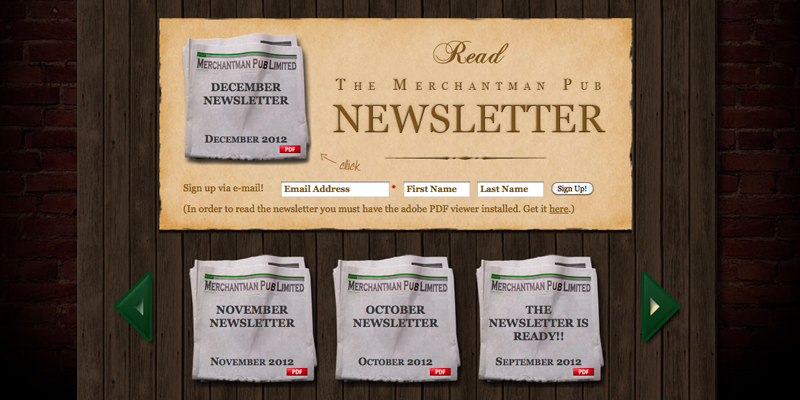 Read
The Merchantman Pub
NEWSLETTER
Merchantman Pub Limited
DECEMBER
NEWSLETTER
December 2012
PDF
click
Sign up via e-mail!
Email Address
*
First Name
Last Name
Sign Up!
(In order to read the newsletter you must have the adobe PDF viewer installed. Get it here.)
Merchantman Pub Limited
NOVEMBER
NEWSLETTER
November 2012
PDF
Merchantman Pub Limited
OCTOBER
NEWSLETTER
October 2012
PDF
Merchantman Pub Limited
THE
NEWSLETTER IS
READY!!
September 2012
PDF